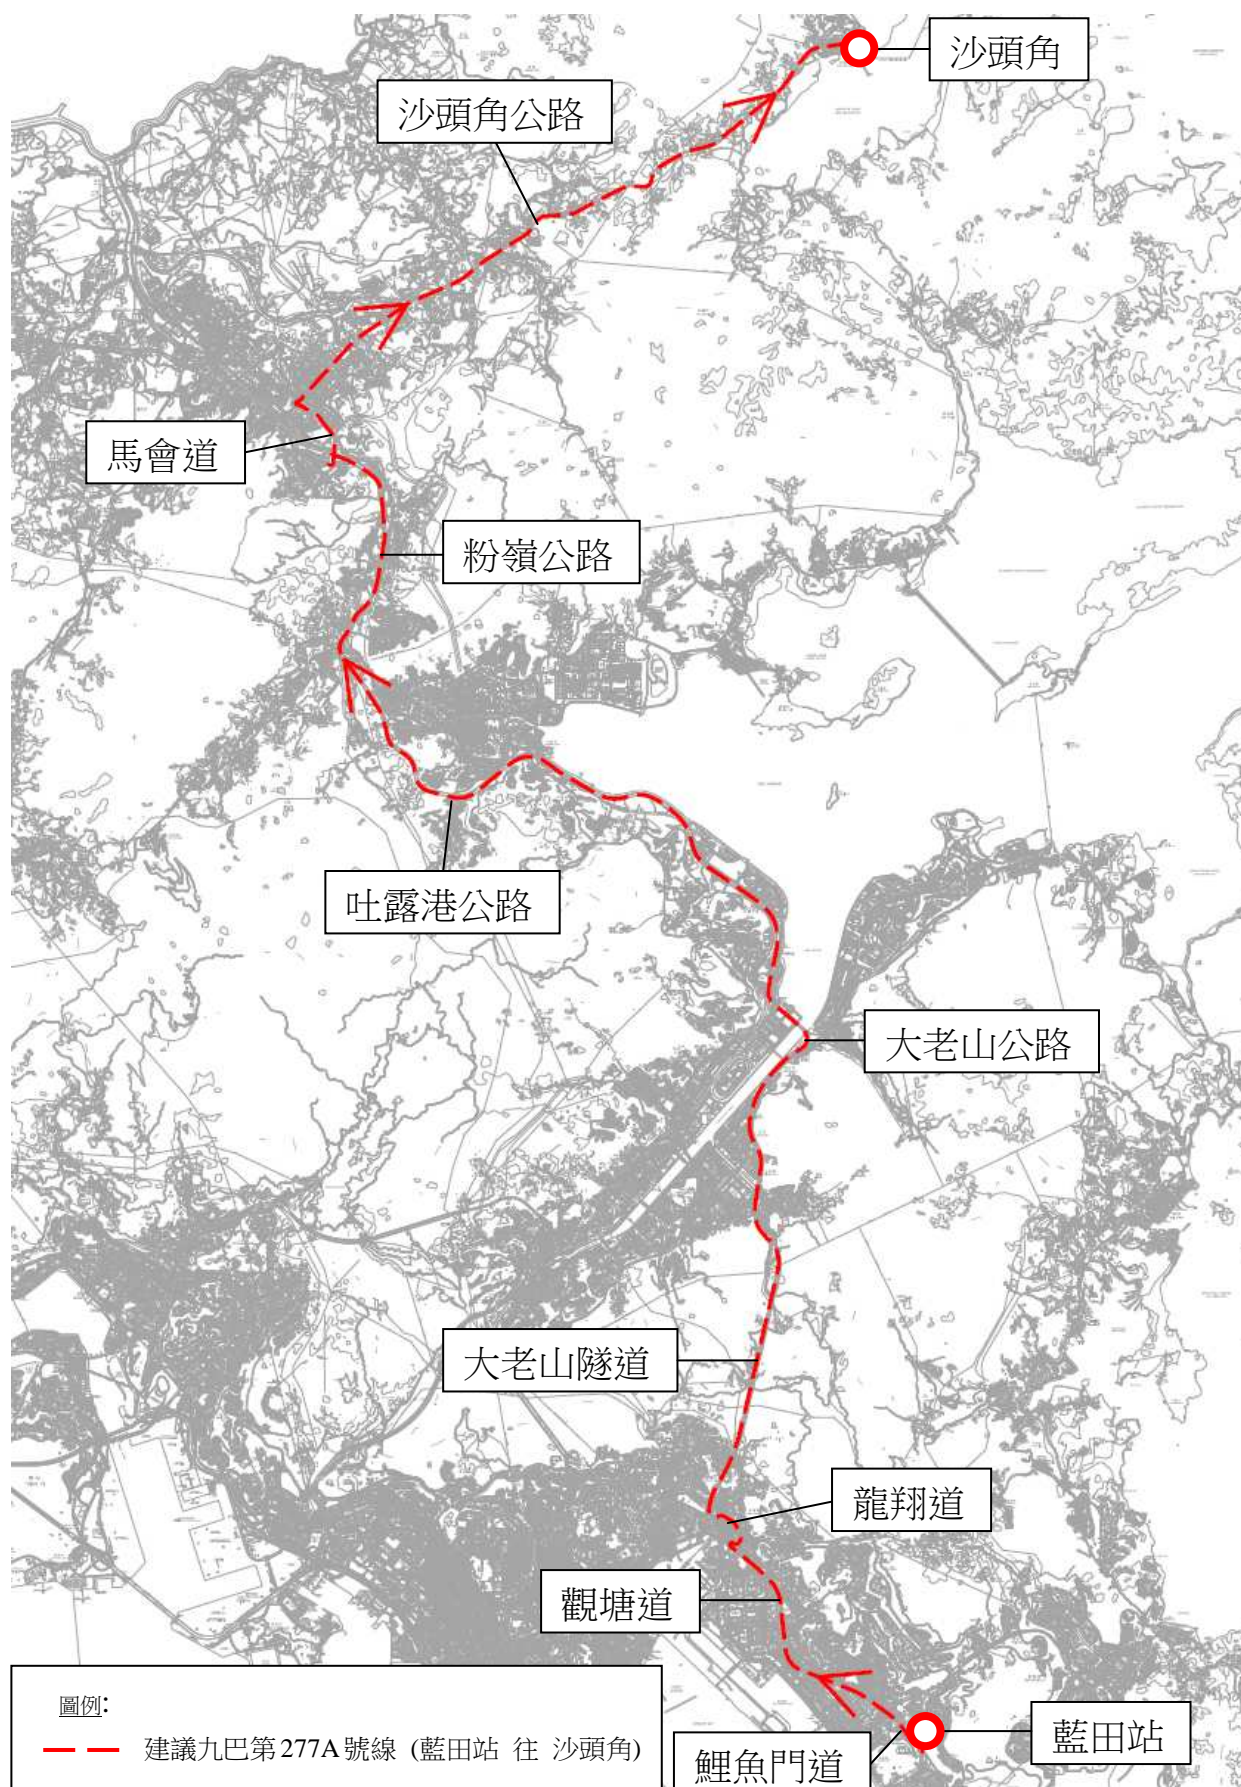 沙頭角
沙頭角公路
馬會道
粉嶺公路
吐露港公路
大老山公路
大老山隧道
龍翔道
觀塘道
藍田站
鯉魚門道
圖例:
建議九巴第277A號線 (藍田站 往 沙頭角)